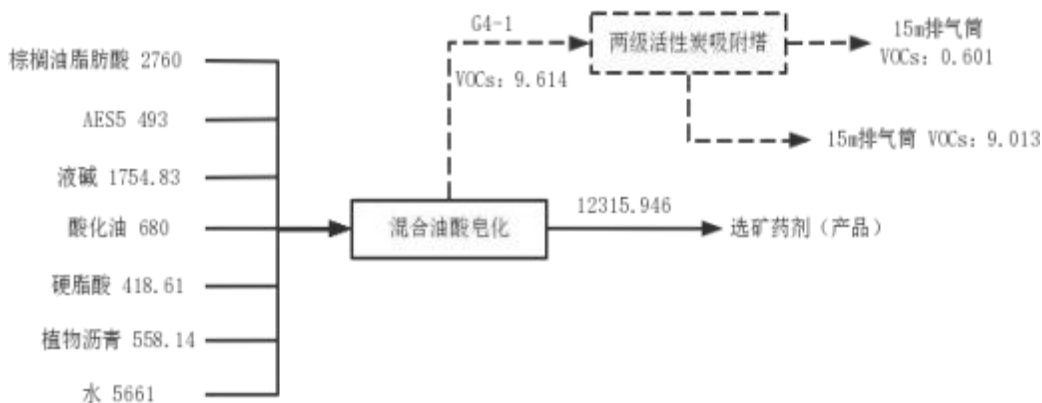 G4-1
两级活性炭吸附塔
15m排气筒
VOCs: 0.601
VOCs: 9.614
15m排气筒 VOCs: 9.013
棕榈油脂肪酸 2760
AES5 493
液碱 1754.83
酸化油 680
硬脂酸 418.61
植物沥青 558.14
水 5661
混合油酸皂化
12315.946
选矿药剂（产品）